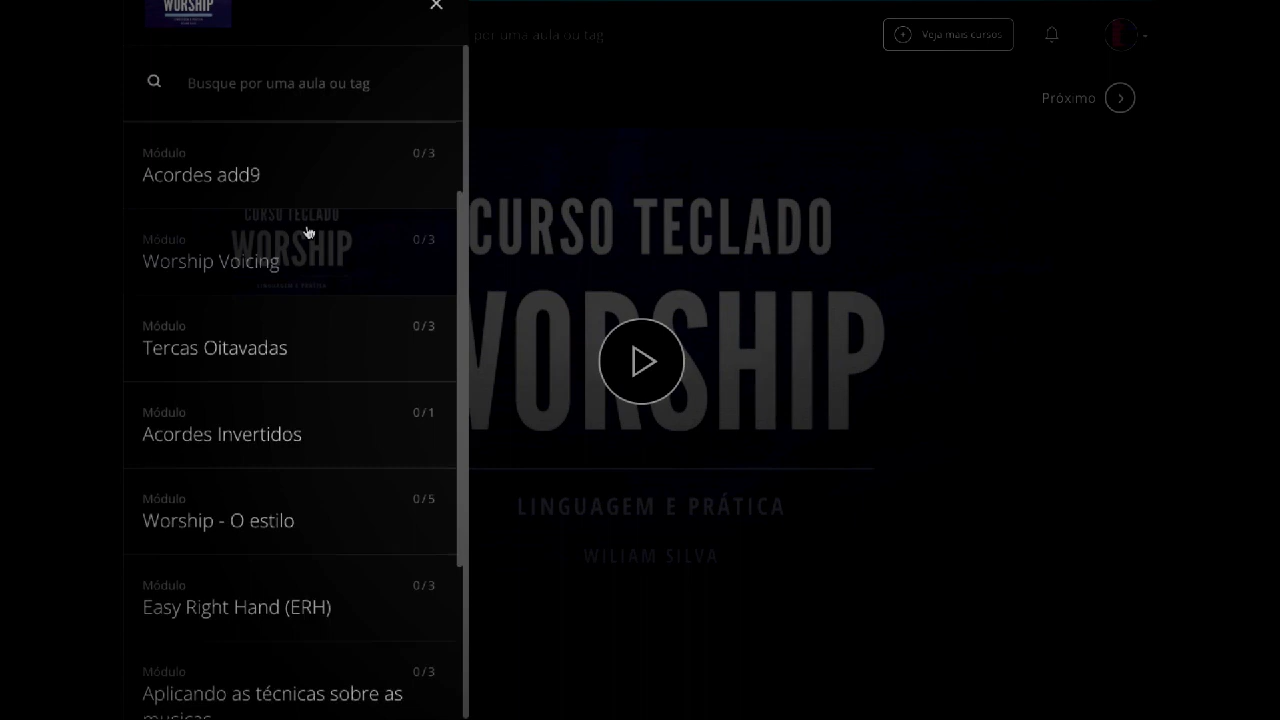 WORSHIP
Busque por uma aula ou tag
Módulo 0/3
Acordes add9
CURSO TECLADO
WORSHIP
Módulo 0/3
Worship Voicing
LINGUAGEM E PRÁTICA
Módulo 0/3
Tercas Oitavadas
Módulo 0/1
Acordes Invertidos
Módulo 0/5
Worship - O estilo
Módulo 0/3
Easy Right Hand (ERH)
Módulo 0/3
Aplicando as técnicas sobre as
musicas
por uma aula ou tag
Veja mais cursos
Próximo
CURSO TECLADO
WORSHIP
LINGUAGEM E PRÁTICA
WILIAM SILVA